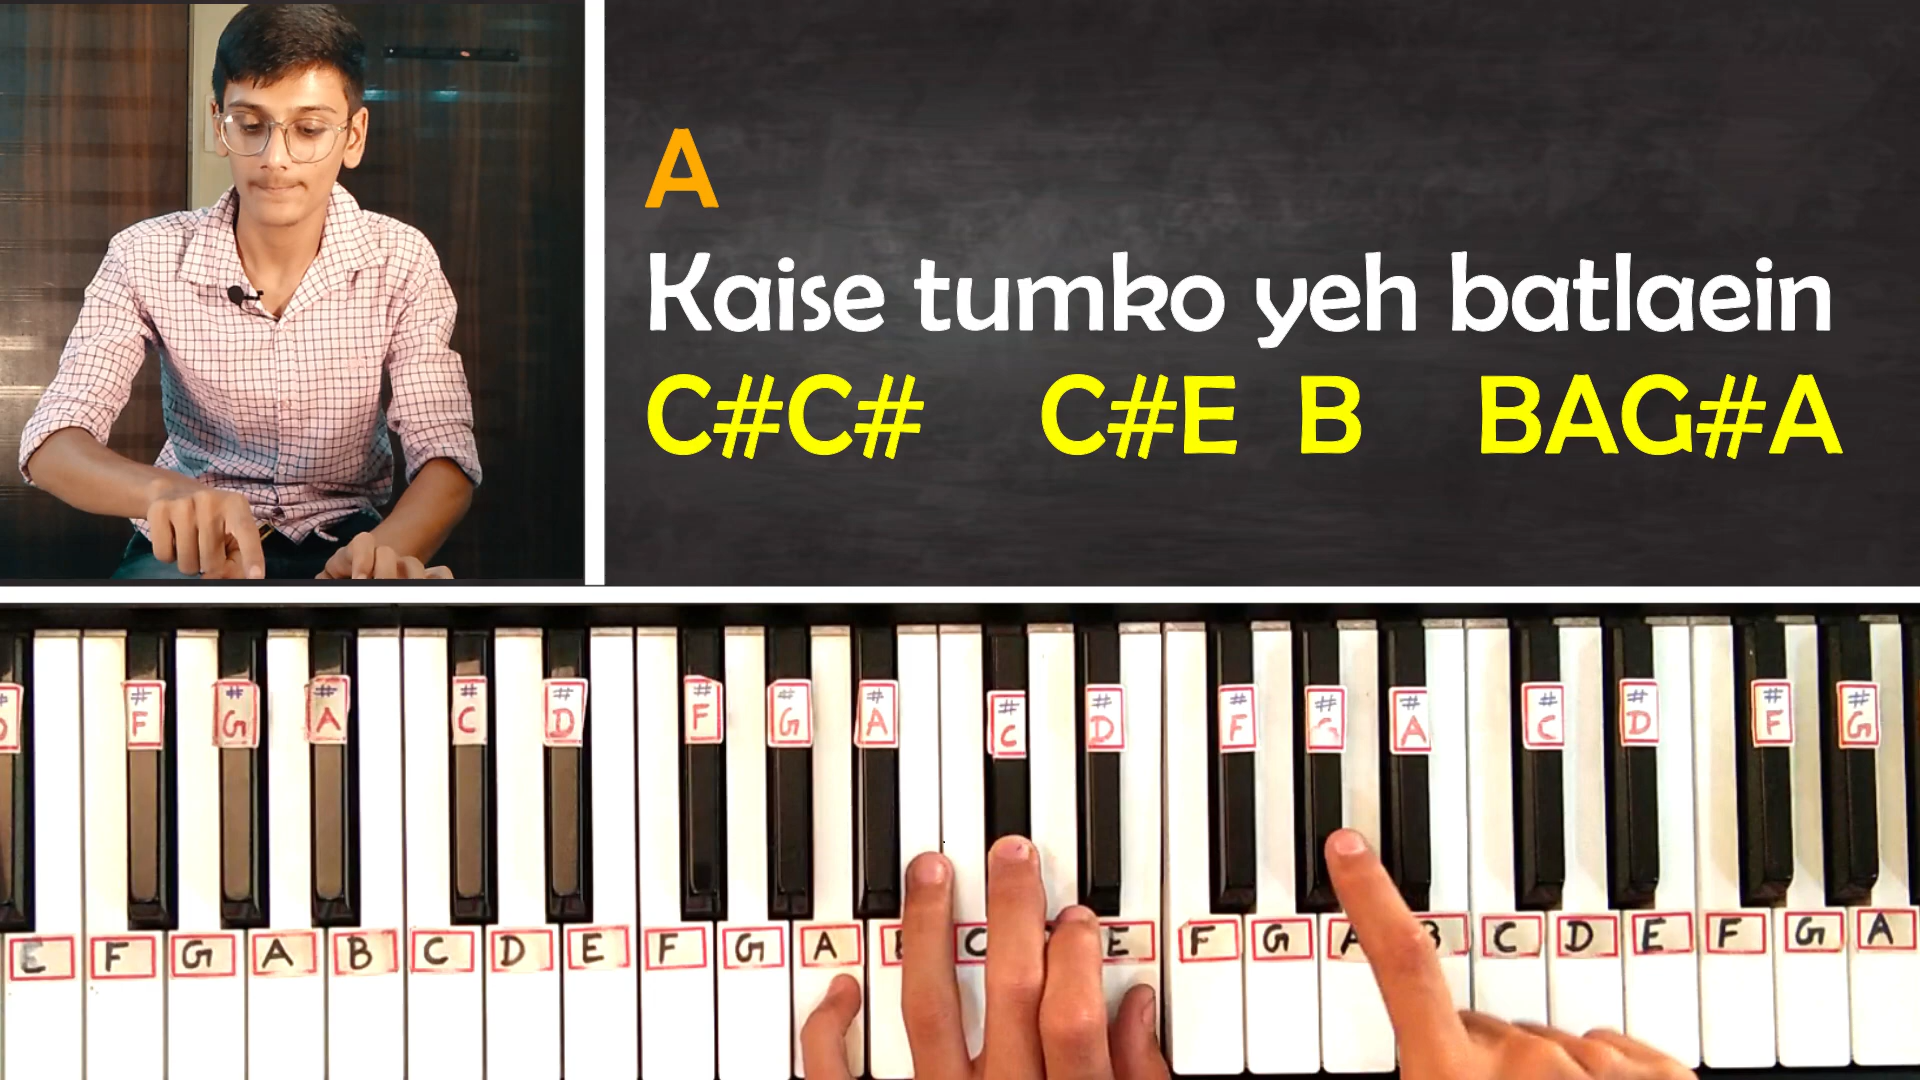 A
Kaise tumko yeh batlaein
C#C# C#E B BAG#A
# # # # # # # # # # # # # # # # #
F G A C D F G A C D F A C D F G
E F G A B C D E F G A C E F G A B C D E F G A